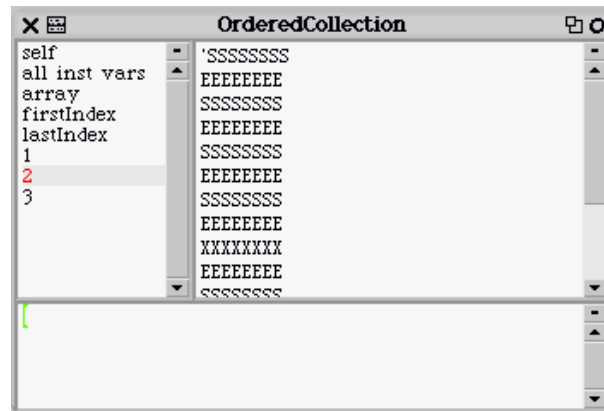 OrderedCollection
self
all inst vars
array
firstIndex
lastIndex
1
2
3
'SSSSSSSS
EEEEEEEE
SSSSSSSS
EEEEEEEE
SSSSSSSS
EEEEEEEE
SSSSSSSS
EEEEEEEE
XXXXXXXX
EEEEEEEE
SSSSSSSS